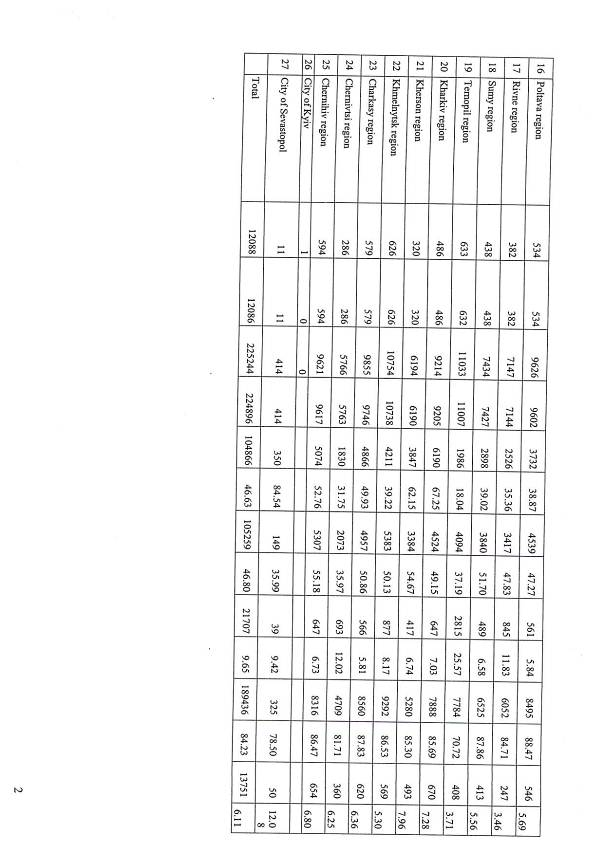 16 Poltava region 534 534 9626 9602 3732 38.87 4539 47.27 561 5.84 8495 88.47 546 5.69
17 Rivne region 382 382 7147 7144 2526 35.36 3417 47.83 845 11.83 6052 84.71 247 3.46
18 Sumy region 438 438 7434 7427 2898 39.02 3840 51.70 489 6.58 6525 87.86 413 5.56
19 Ternopil region 633 632 11033 11007 1986 18.04 4094 37.19 2815 25.57 7784 70.72 408 3.71
20 Kharkiv region 486 486 9214 9205 6190 67.25 4524 49.15 647 7.03 7888 85.69 670 7.28
21 Kherson region 320 320 6194 6190 3847 62.15 3384 54.67 417 6.74 5280 85.30 493 7.96
22 Khmelnytsk region 626 626 10754 10738 4211 39.22 5383 50.13 877 8.17 9292 86.53 569 5.30
23 Charkasy region 579 579 9855 9746 4866 49.93 4957 50.86 566 5.81 8560 87.83 620 6.36
24 Chernivtsi region 286 286 5766 5763 1830 31.75 2073 35.97 693 12.02 4709 81.71 360 6.25
25 Chernihiv region 594 594 9621 9617 5074 52.76 5307 55.18 647 6.73 8316 86.47 654 6.80
26 City of Kyiv 1 0 0
27 City of Sevastopol 11 11 414 414 350 84.54 149 35.99 39 9.42 325 78.50 50 12.0
8
Total 12088 12086 225244 224896 104866 46.63 105259 46.80 21707 9.65 189436 84.23 13751 6.11
2